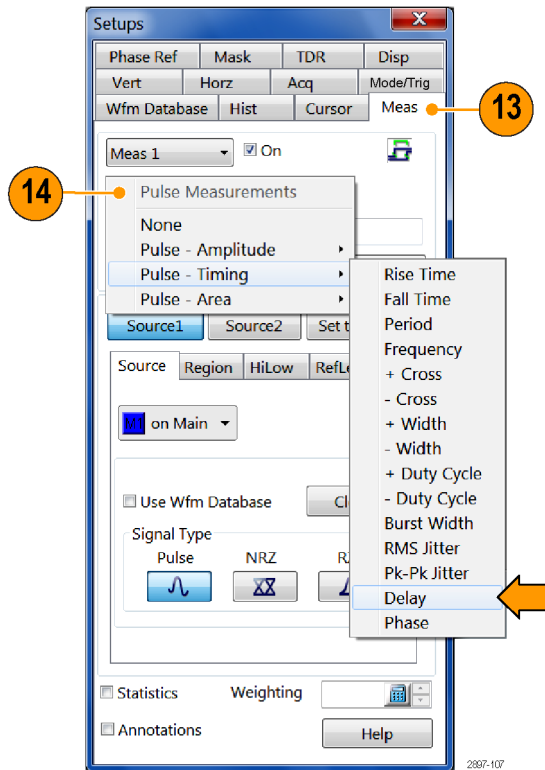 Setups
X
Phase Ref Mask TDR Disp
Vert Horz Acq Mode/Trig
Wfm Database Hist Cursor Meas
13
Meas 1 On
14
Pulse Measurements
None
Pulse - Amplitude
Pulse - Timing
Pulse - Area
Rise Time
Fall Time
Period
Frequency
+ Cross
- Cross
+ Width
- Width
+ Duty Cycle
- Duty Cycle
Burst Width
RMS Jitter
Pk-Pk Jitter
Delay
Phase
Source1 Source2 Set t
Source Region HiLow RefLe
M1 on Main
Use Wfm Database Cl
Signal Type
Pulse NRZ R
Statistics Weighting
Annotations Help
2897-107